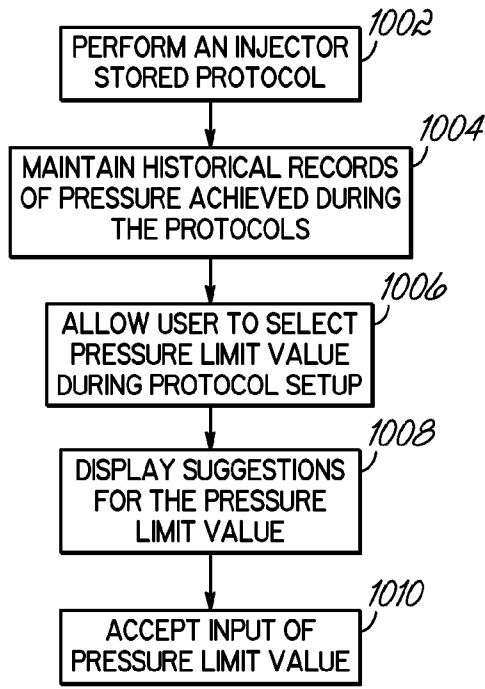 1002
PERFORM AN INJECTOR
STORED PROTOCOL
1004
MAINTAIN HISTORICAL RECORDS
OF PRESSURE ACHIEVED DURING
THE PROTOCOLS
1006
ALLOW USER TO SELECT
PRESSURE LIMIT VALUE
DURING PROTOCOL SETUP
1008
DISPLAY SUGGESTIONS
FOR THE PRESSURE
LIMIT VALUE
1010
ACCEPT INPUT OF
PRESSURE LIMIT VALUE